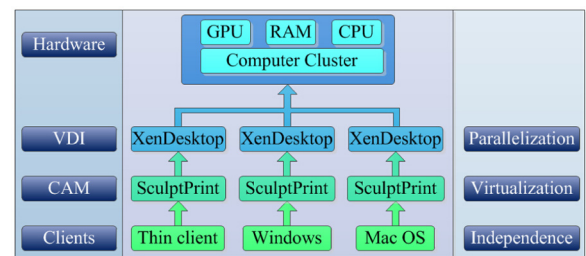 Hardware
GPU RAM CPU
Computer Cluster
VDI XenDesktop XenDesktop XenDesktop Parallelization
CAM SculptPrint SculptPrint SculptPrint Virtualization
Clients Thin client Windows Mac OS Independence